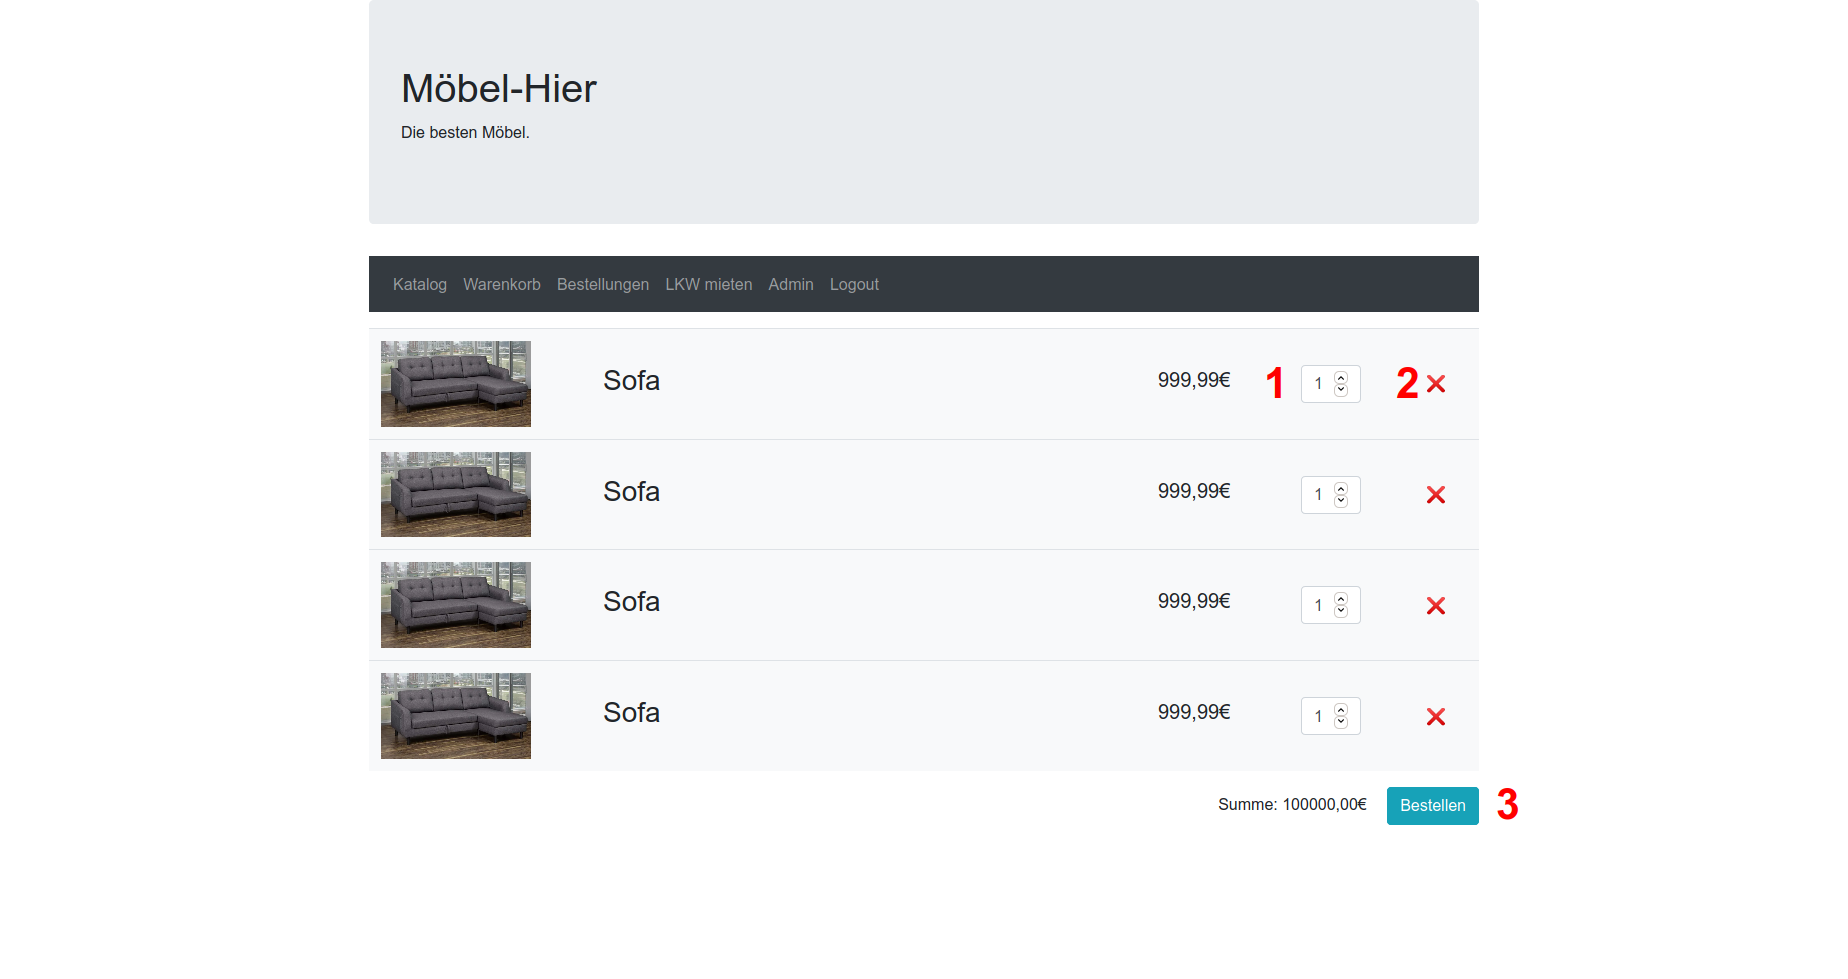 Möbel-Hier
Die besten Möbel.
Katalog Warenkorb Bestellungen LKW mieten Admin Logout
Sofa 999,99€ 1 1 2
Sofa 999,99€ 1
Sofa 999,99€ 1
Sofa 999,99€ 1
Summe: 100000,00€ Bestellen 3